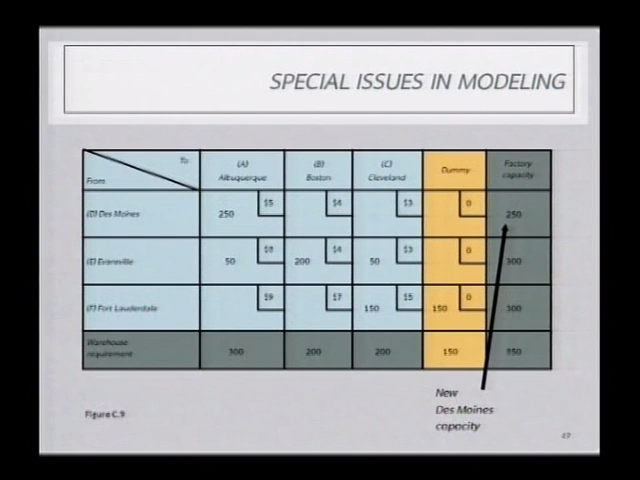 SPECIAL ISSUES IN MODELING
To
From
(A)
Albuquerque
(B)
Boston
(C)
Cleveland
Dummy
Factory
capacity
(D) Des Moines
250
$5
$4
$3
0
250
(E) Evansville
50
$8
200
$4
50
$3
0
300
(F) Fort Lauderdale
$9
$7
150
$5
150
0
300
Warehouse
requirement
300
200
200
150
850
New
Des Moines
capacity
Figure C.9